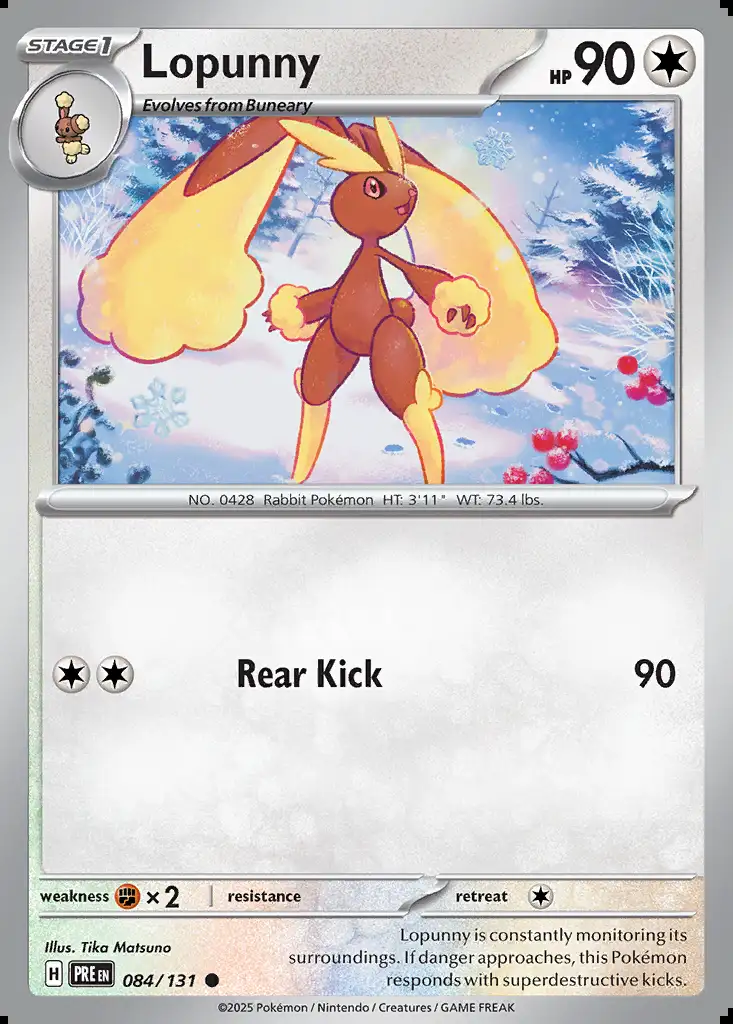 STAGE1
Lopunny
HP 90
Evolves from Buneary
NO. 0428 Rabbit Pokémon HT: 3'11" WT: 73.4 lbs.
Rear Kick 90
weakness ×2 resistance retreat
Illus. Tika Matsuno
Lopunny is constantly monitoring its
surroundings. If danger approaches, this Pokémon
responds with superdestructive kicks.
H PRE EN 084/131
©2025 Pokémon / Nintendo / Creatures / GAME FREAK